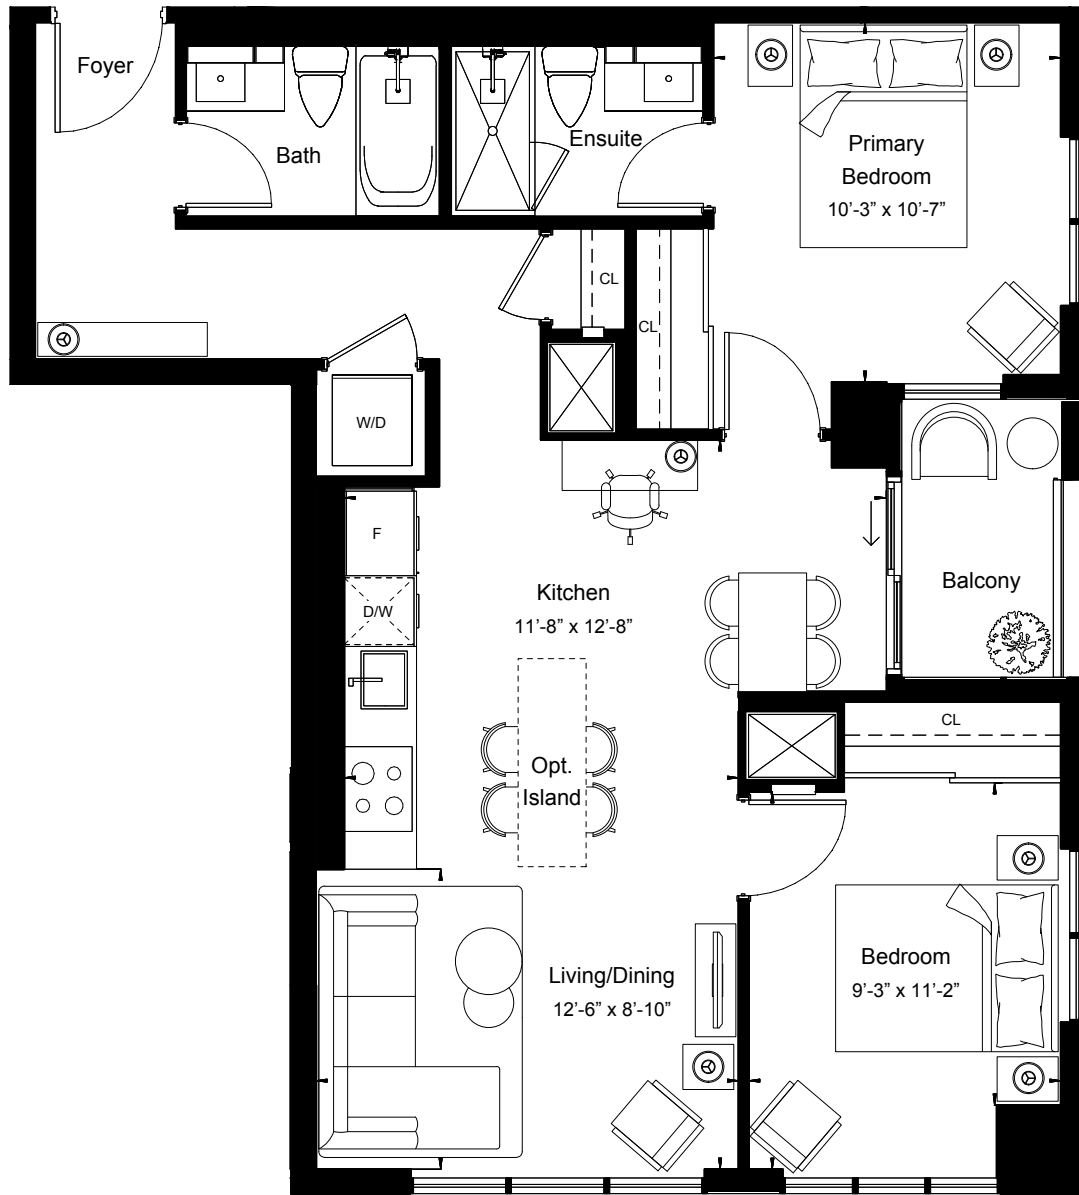 Foyer
Bath
Ensuite
Primary
Bedroom
10’-3” x 10’-7”
CL
CL
W/D
F
D/W
Kitchen
11’-8” x 12’-8”
Balcony
Opt.
Island
CL
Living/Dining
12’-6” x 8’-10”
Bedroom
9’-3” x 11’-2”